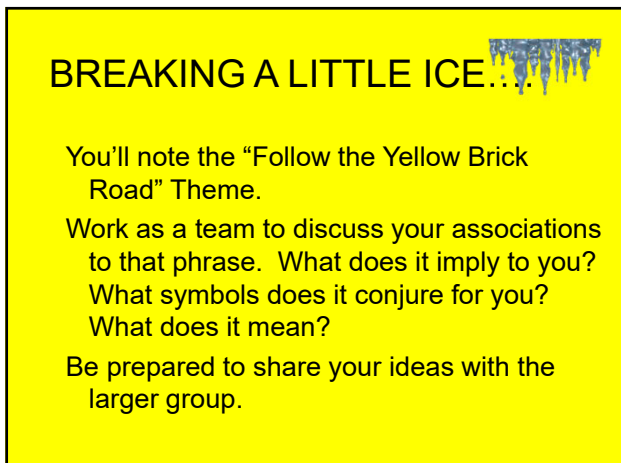 BREAKING A LITTLE ICE….
You’ll note the “Follow the Yellow Brick
Road” Theme.
Work as a team to discuss your associations
to that phrase.  What does it imply to you?
What symbols does it conjure for you?
What does it mean?
Be prepared to share your ideas with the
larger group.